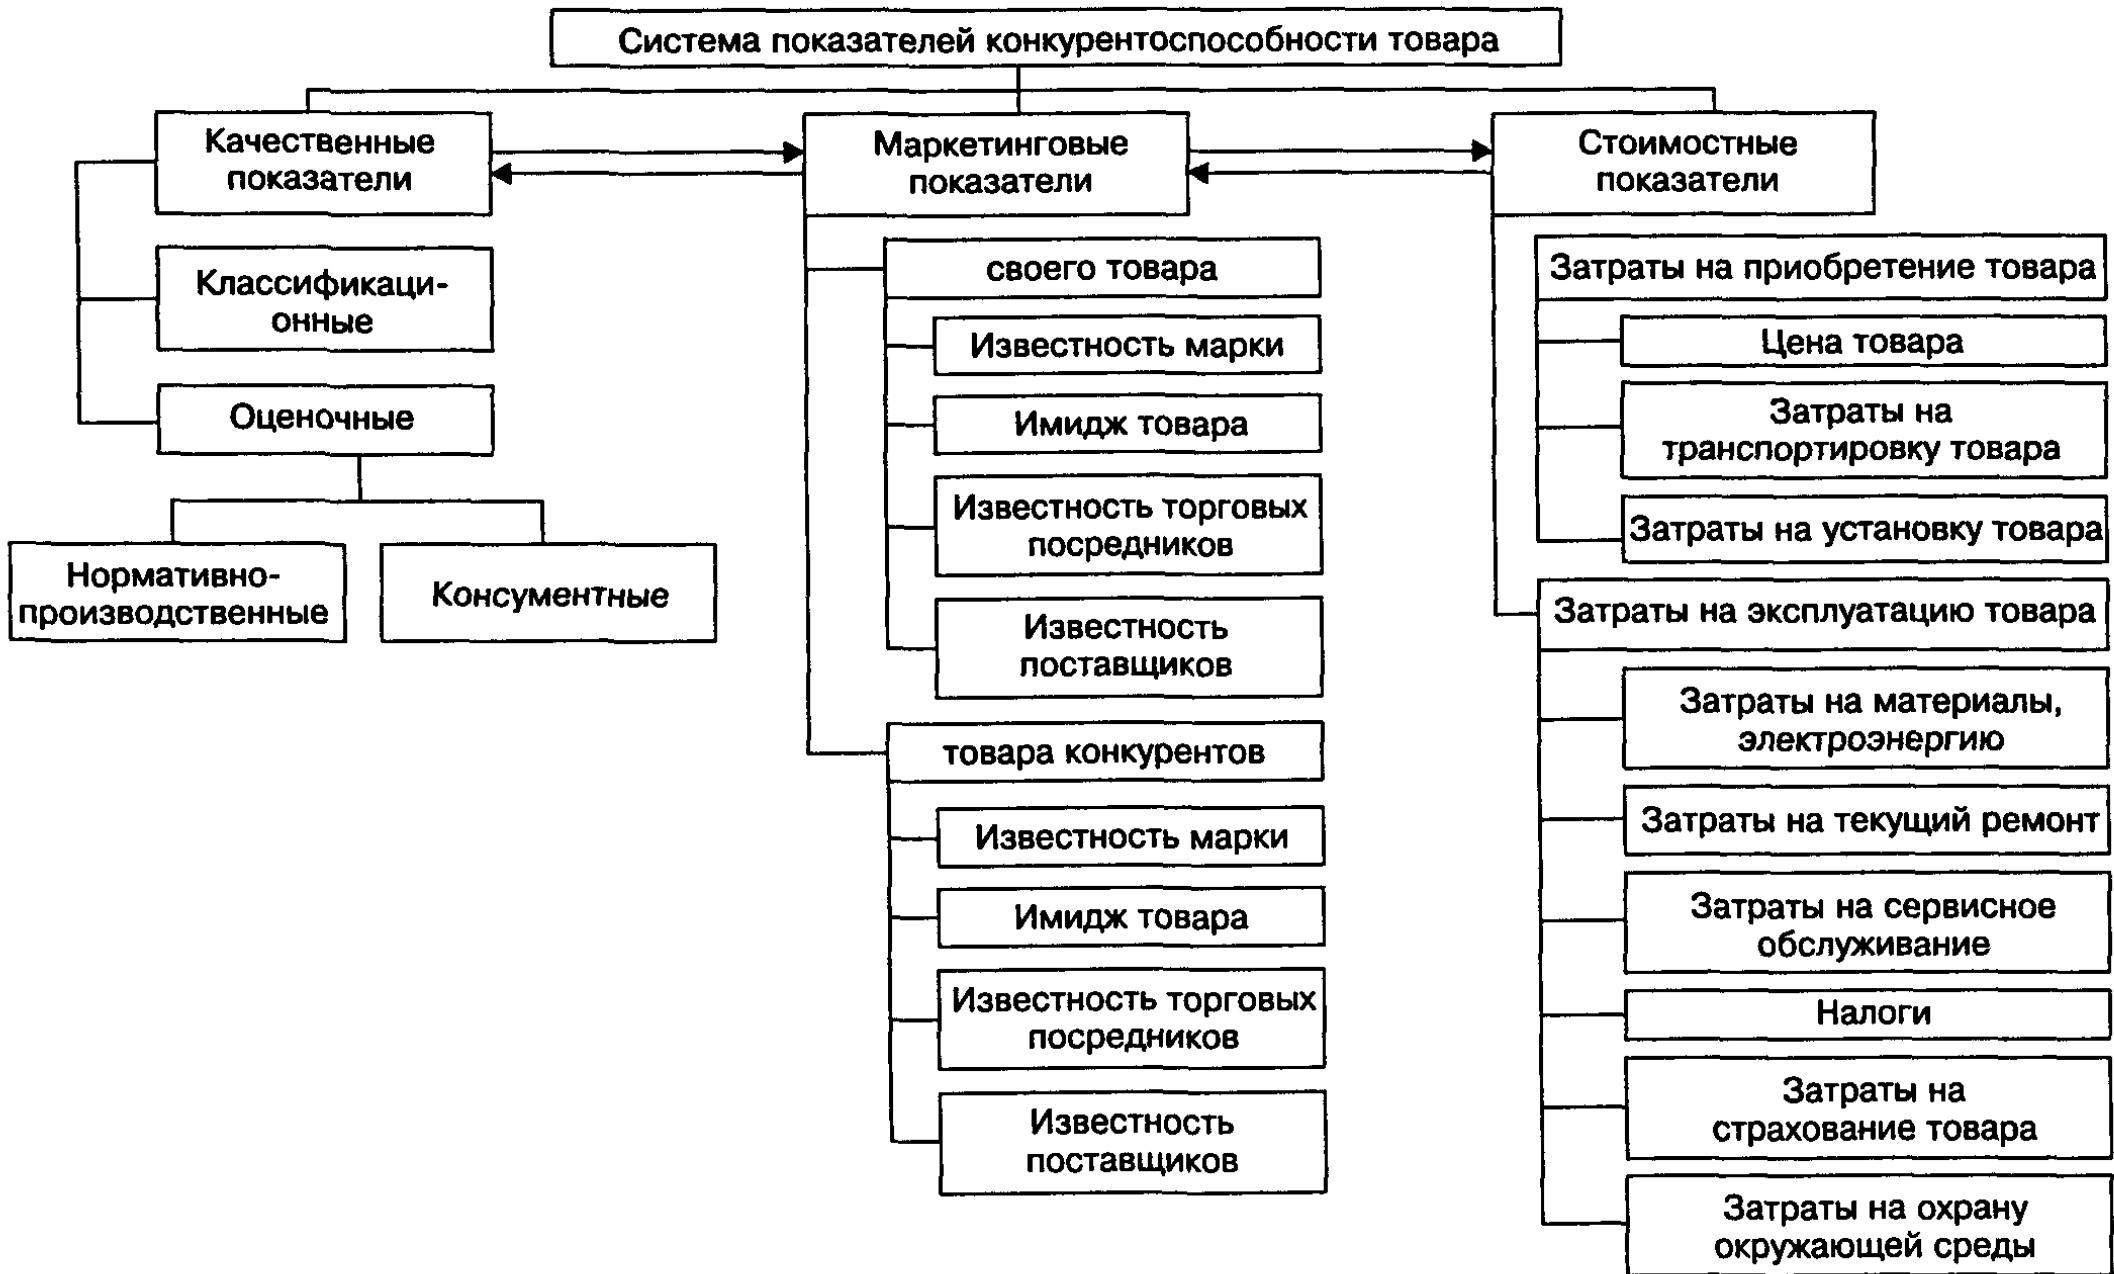 Система показателей конкурентоспособности товара
Качественные
показатели
Классификаци-
онные
Оценочные
Нормативно-
производственные
Консументные
Маркетинговые
показатели
своего товара
Известность марки
Имидж товара
Известность торговых
посредников
Известность
поставщиков
товара конкурентов
Известность марки
Имидж товара
Известность торговых
посредников
Известность
поставщиков
Стоимостные
показатели
Затраты на приобретение товара
Цена товара
Затраты на
транспортировку товара
Затраты на установку товара
Затраты на эксплуатацию товара
Затраты на материалы,
электроэнергию
Затраты на текущий ремонт
Затраты на сервисное
обслуживание
Налоги
Затраты на
страхование товара
Затраты на охрану
окружающей среды